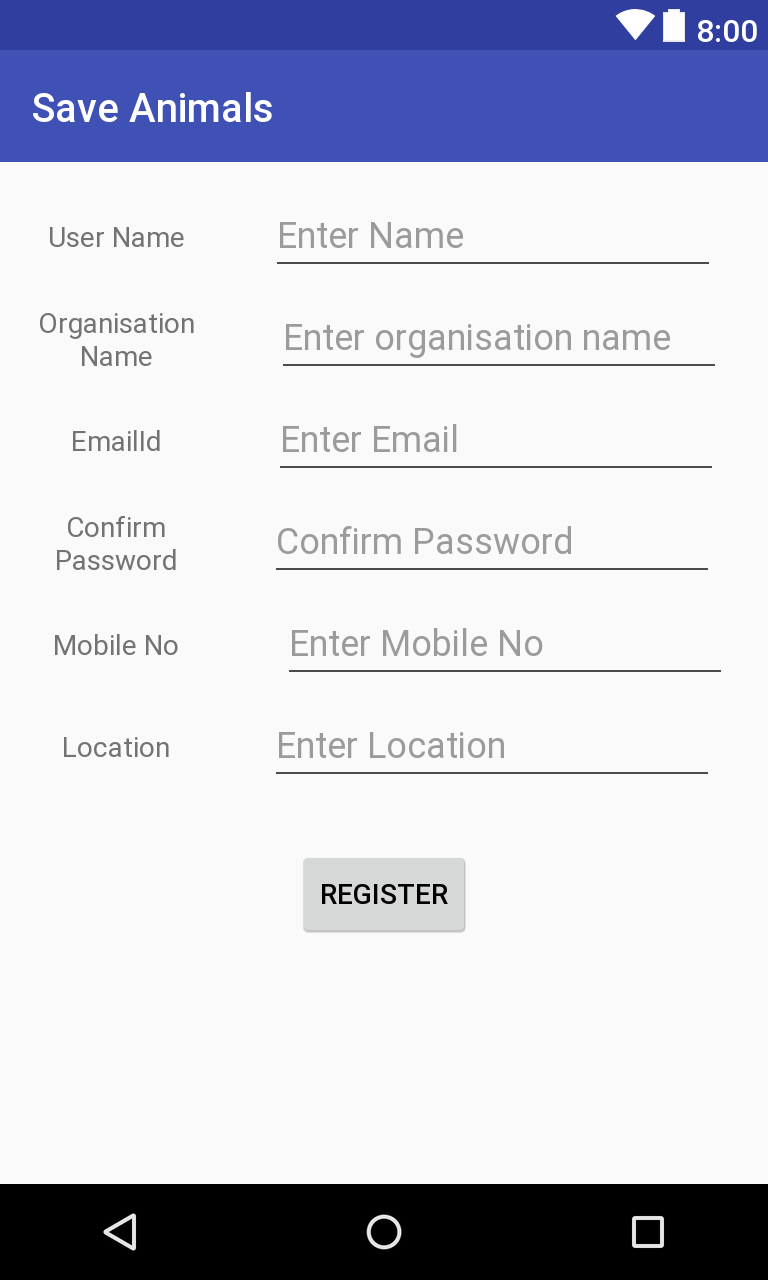 8:00
Save Animals
User Name
Enter Name
Organisation
Name
Enter organisation name
EmailId
Enter Email
Confirm
Password
Confirm Password
Mobile No
Enter Mobile No
Location
Enter Location
REGISTER